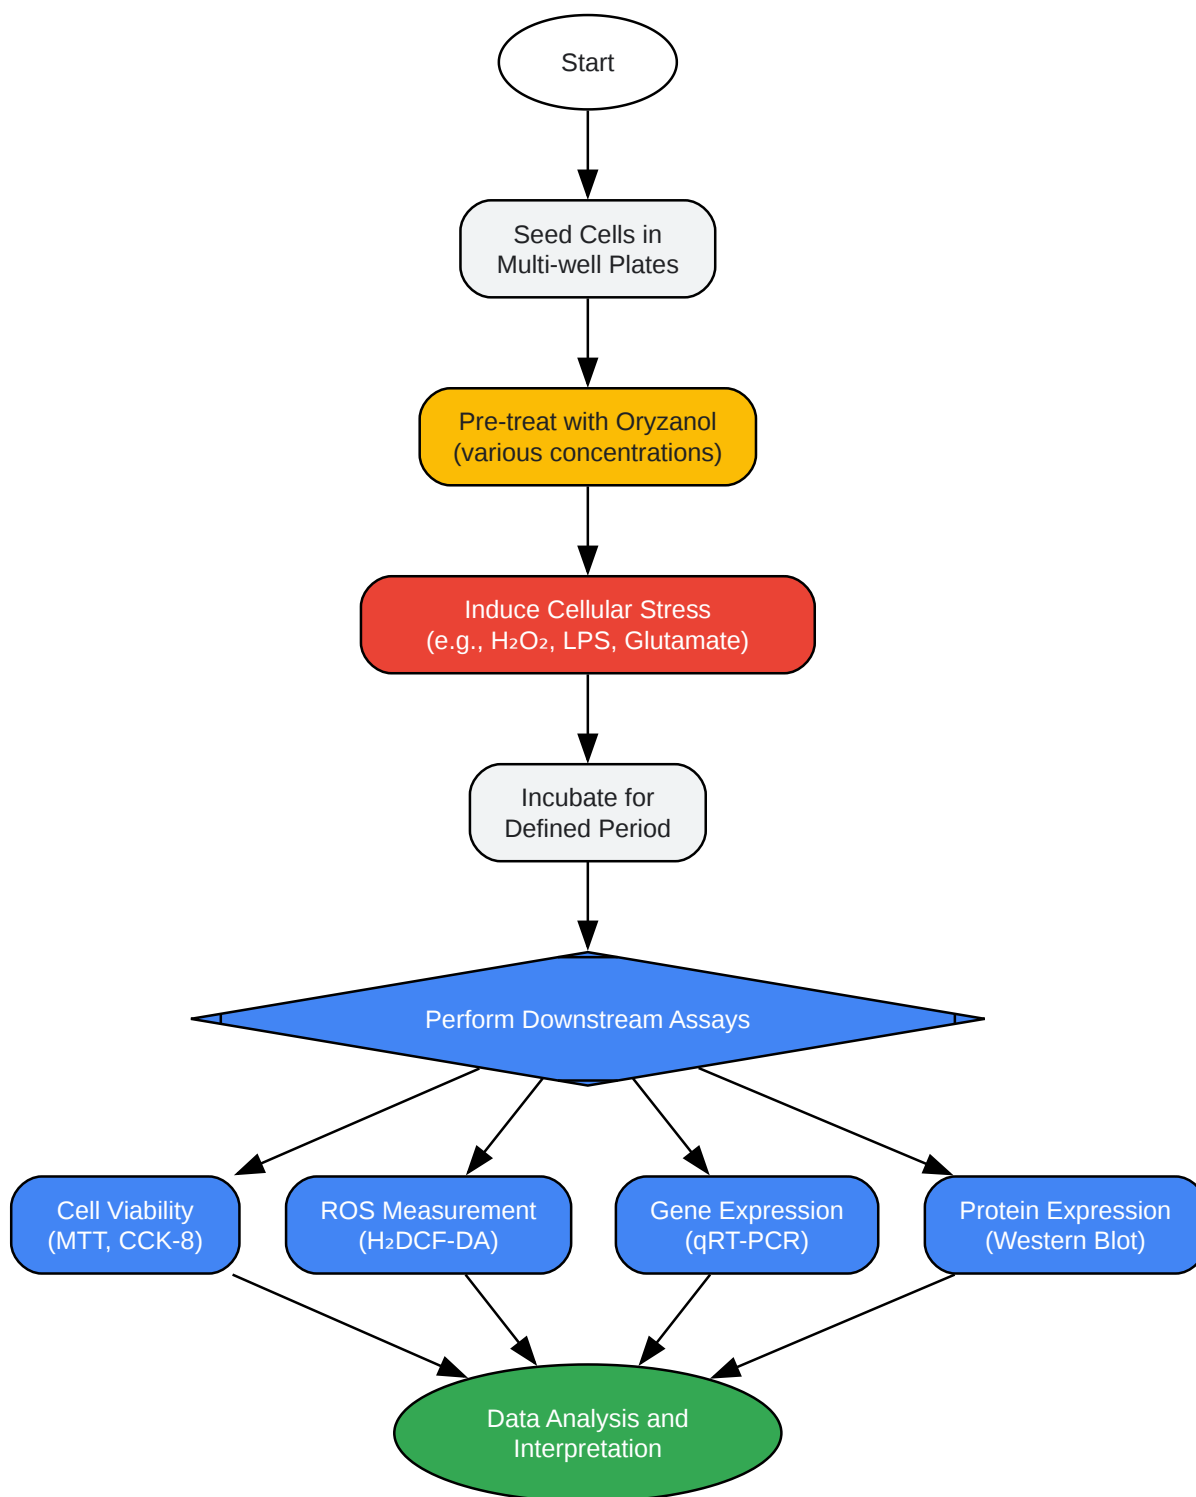 Start
Seed Cells in
Multi-well Plates
Pre-treat with Oryzanol
(various concentrations)
Induce Cellular Stress
(e.g., H₂O₂, LPS, Glutamate)
Incubate for
Defined Period
Perform Downstream Assays
Cell Viability
(MTT, CCK-8)
ROS Measurement
(H₂DCF-DA)
Gene Expression
(qRT-PCR)
Protein Expression
(Western Blot)
Data Analysis and
Interpretation